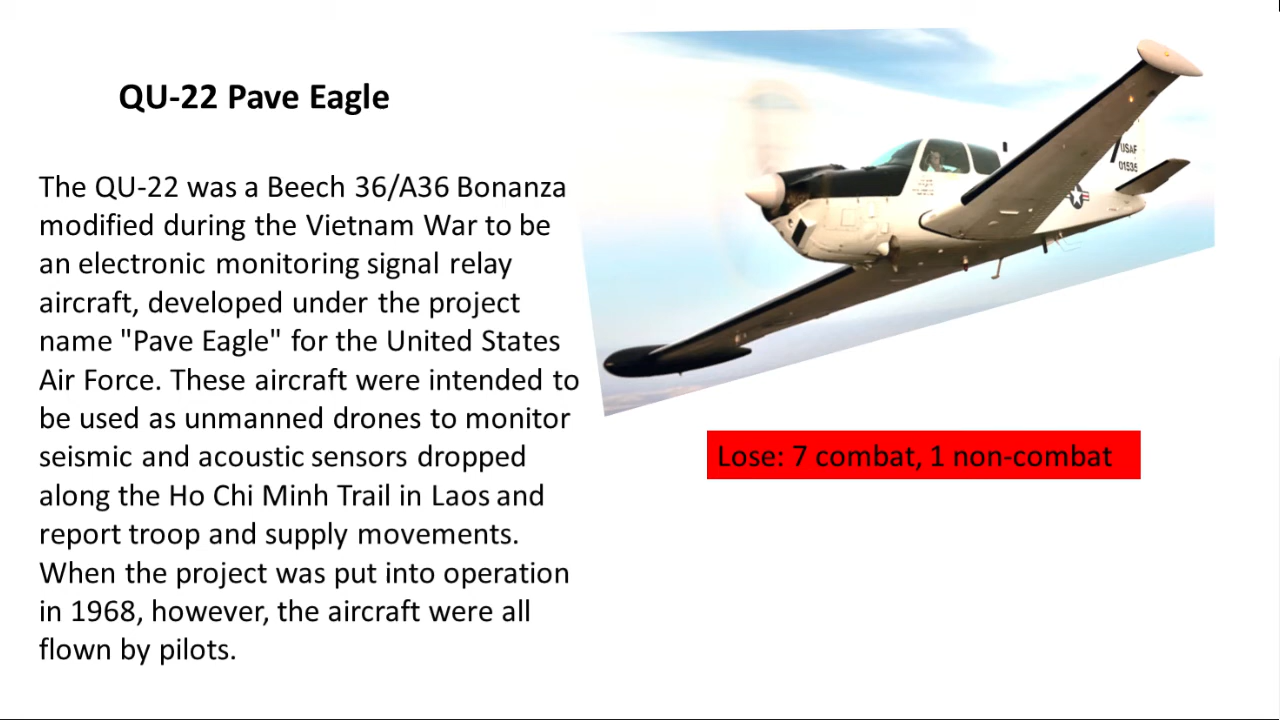 QU-22 Pave Eagle
The QU-22 was a Beech 36/A36 Bonanza
modified during the Vietnam War to be
an electronic monitoring signal relay
aircraft, developed under the project
name "Pave Eagle" for the United States
Air Force. These aircraft were intended to
be used as unmanned drones to monitor
seismic and acoustic sensors dropped
along the Ho Chi Minh Trail in Laos and
report troop and supply movements.
When the project was put into operation
in 1968, however, the aircraft were all
flown by pilots.
USAF
01535
Lose: 7 combat, 1 non-combat